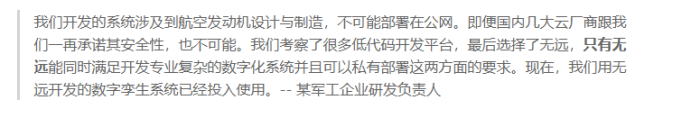 我们开发的系统涉及到航空发动机设计与制造，不可能部署在公网。即便国内几大云厂商跟我
们一再承诺其安全性，也不可能。我们考察了很多低代码开发平台，最后选择了无远，只有无
远能同时满足开发专业复杂的数字化系统并且可以私有部署这两方面的要求。现在，我们用无
远开发的数字孪生系统已经投入使用。-- 某军工企业研发负责人